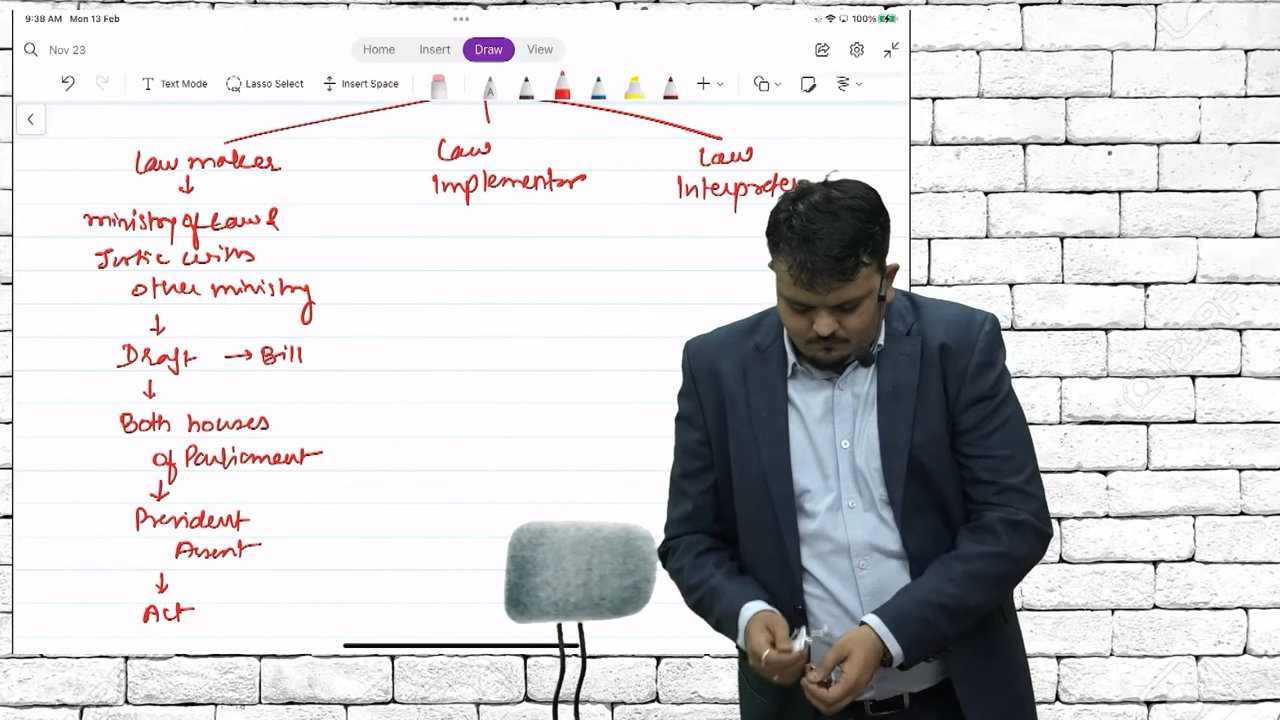 9:38 AM Mon 13 Feb
100%
Nov 23
Home Insert Draw View
Text Mode Lasso Select Insert Space
Law maker
Law
Implementor
Law
Interpreter
ministry of Law &
Justice with
other ministry
Draft → Bill
Both houses
of Parliament
President
Assent
Act